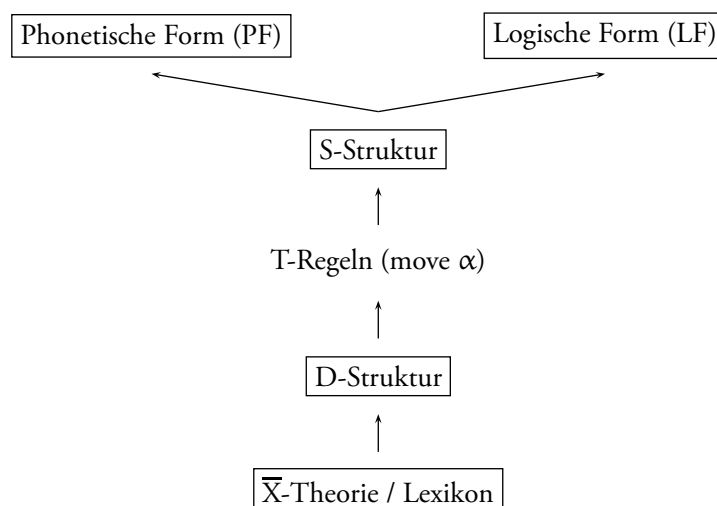 Phonetische Form (PF)
Logische Form (LF)
S-Struktur
T-Regeln (move α)
D-Struktur
X̅-Theorie / Lexikon